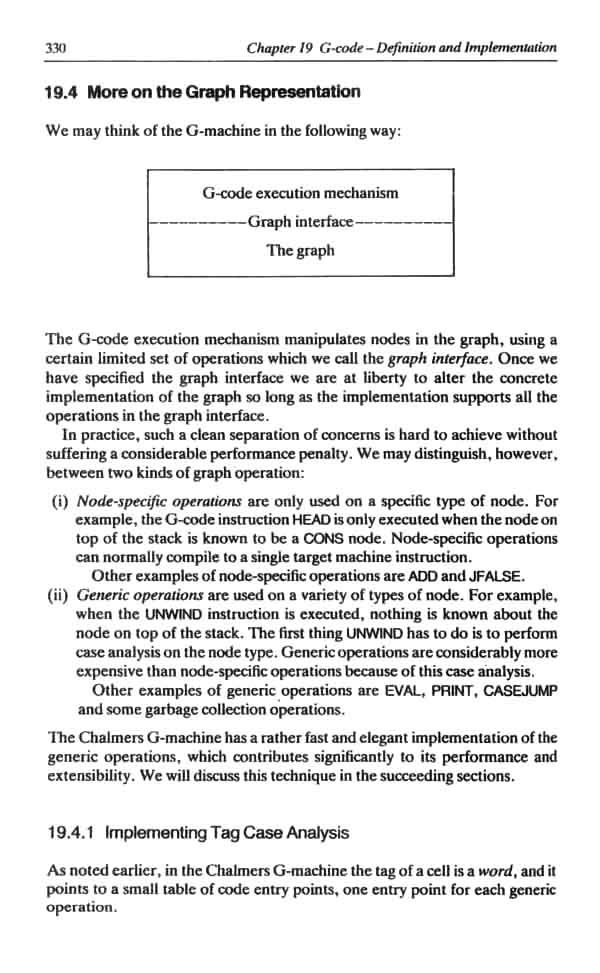 330
Chapter 19 G-code – Definition and Implementation
19.4 More on the Graph Representation
We may think of the G-machine in the following way:
G-code execution mechanism
Graph interface
The graph
The G-code execution mechanism manipulates nodes in the graph, using a
certain limited set of operations which we call the graph interface. Once we
have specified the graph interface we are at liberty to alter the concrete
implementation of the graph so long as the implementation supports all the
operations in the graph interface.
In practice, such a clean separation of concerns is hard to achieve without
suffering a considerable performance penalty. We may distinguish, however,
between two kinds of graph operation:
(i) Node-specific operations are only used on a specific type of node. For
example, the G-code instruction HEAD is only executed when the node on
top of the stack is known to be a CONS node. Node-specific operations
can normally compile to a single target machine instruction.
Other examples of node-specific operations are ADD and JFALSE.
(ii) Generic operations are used on a variety of types of node. For example,
when the UNWIND instruction is executed, nothing is known about the
node on top of the stack. The first thing UNWIND has to do is to perform
case analysis on the node type. Generic operations are considerably more
expensive than node-specific operations because of this case analysis.
Other examples of generic operations are EVAL, PRINT, CASEJUMP
and some garbage collection operations.
The Chalmers G-machine has a rather fast and elegant implementation of the
generic operations, which contributes significantly to its performance and
extensibility. We will discuss this technique in the succeeding sections.
19.4.1 Implementing Tag Case Analysis
As noted earlier, in the Chalmers G-machine the tag of a cell is a word, and it
points to a small table of code entry points, one entry point for each generic
operation.